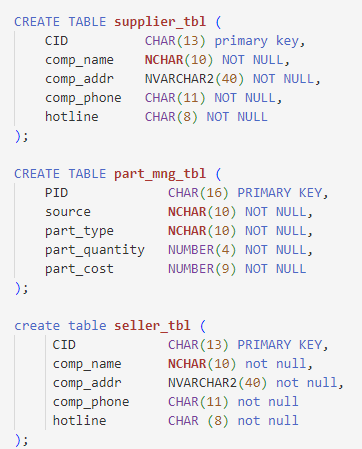 CREATE TABLE supplier_tbl (
    CID          CHAR(13) primary key,
    comp_name    NCHAR(10) NOT NULL,
    comp_addr    NVARCHAR2(40) NOT NULL,
    comp_phone   CHAR(11) NOT NULL,
    hotline      CHAR(8) NOT NULL
);

CREATE TABLE part_mng_tbl (
    PID             CHAR(16) PRIMARY KEY,
    source          NCHAR(10) NOT NULL,
    part_type       NCHAR(10) NOT NULL,
    part_quantity   NUMBER(4) NOT NULL,
    part_cost       NUMBER(9) NOT NULL
);

create table seller_tbl (
     CID            CHAR(13) PRIMARY KEY,
     comp_name      NCHAR(10) not null,
     comp_addr      NVARCHAR2(40) not null,
     comp_phone     CHAR(11) not null
     hotline        CHAR (8) not null
);